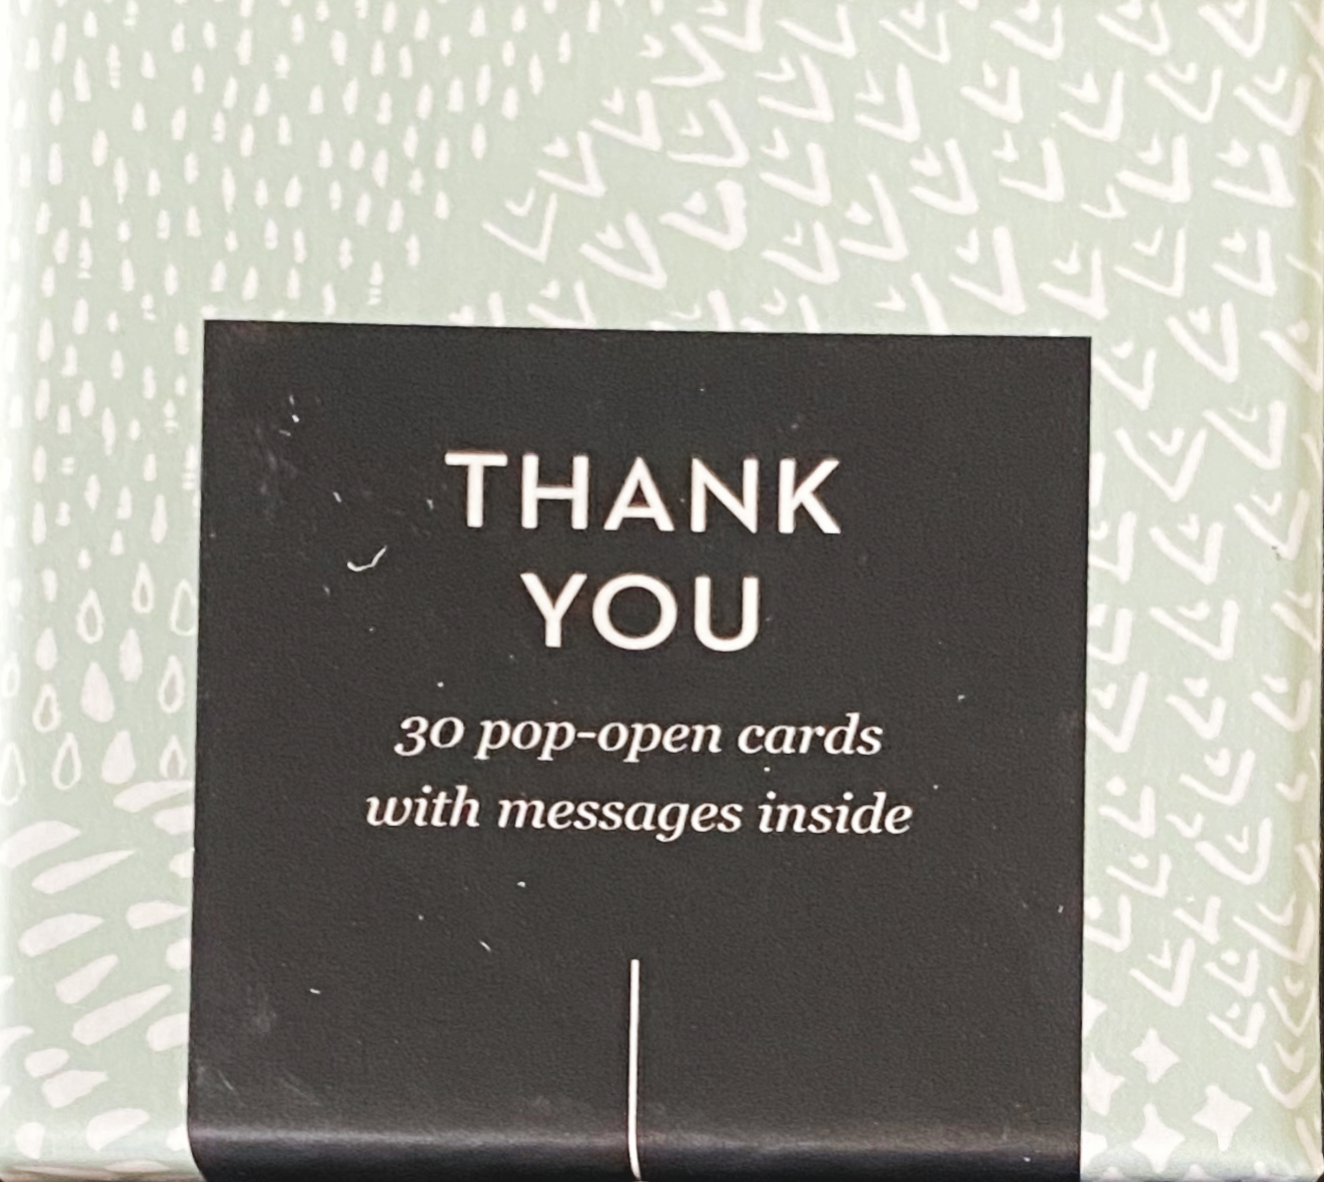 THANK
YOU
30 pop-open cards
with messages inside